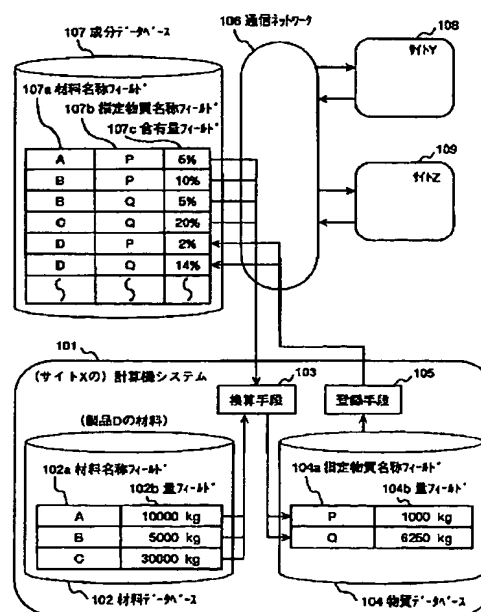 107 成分データベース
106 通信ネットワーク
108
サイトY
109
サイトZ
107a 材料名称フィールド
107b 指定物質名称フィールド
107c 含有量フィールド
A P 5%
B P 10%
B Q 5%
C Q 20%
D P 2%
D Q 14%
101
(サイトXの) 計算機システム
103
換算手段
105
登録手段
(製品Dの材料)
102a 材料名称フィールド
102b 量フィールド
A 10000 kg
B 5000 kg
C 30000 kg
102 材料データベース
104a 指定物質名称フィールド
104b 量フィールド
P 1000 kg
Q 6250 kg
104 物質データベース